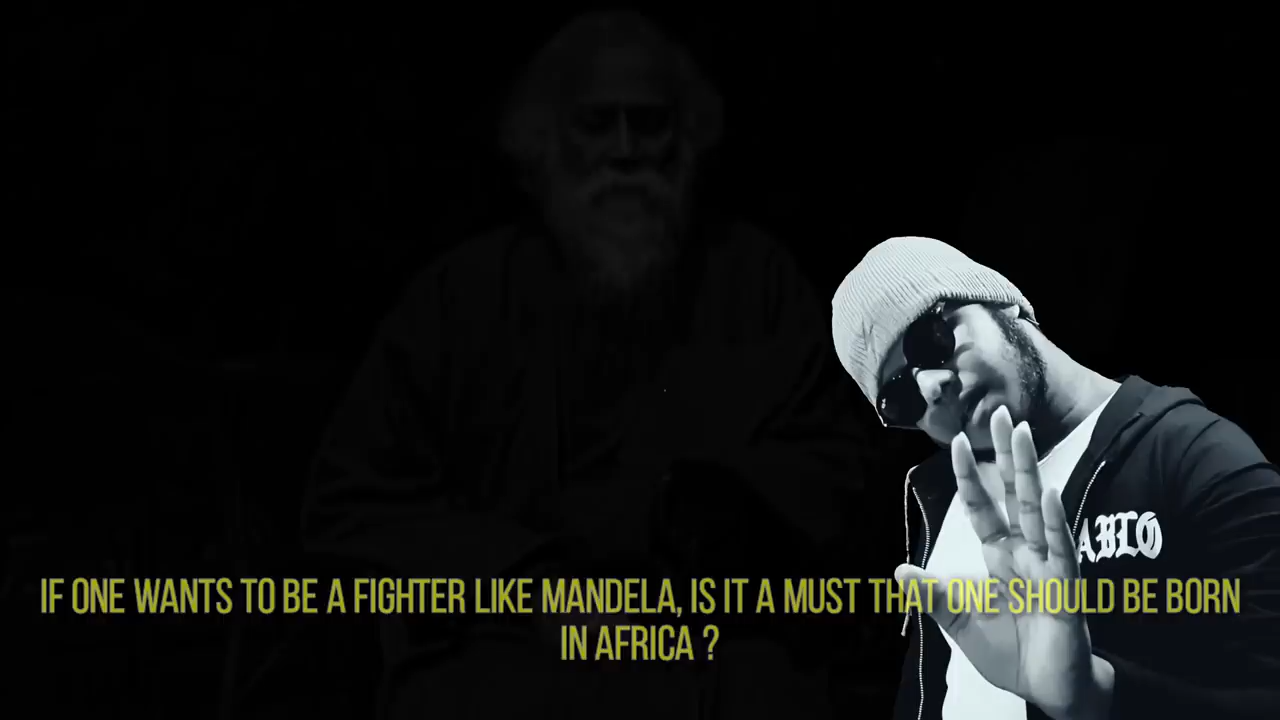 ABLO
IF ONE WANTS TO BE A FIGHTER LIKE MANDELA, IS IT A MUST THAT ONE SHOULD BE BORN
IN AFRICA ?